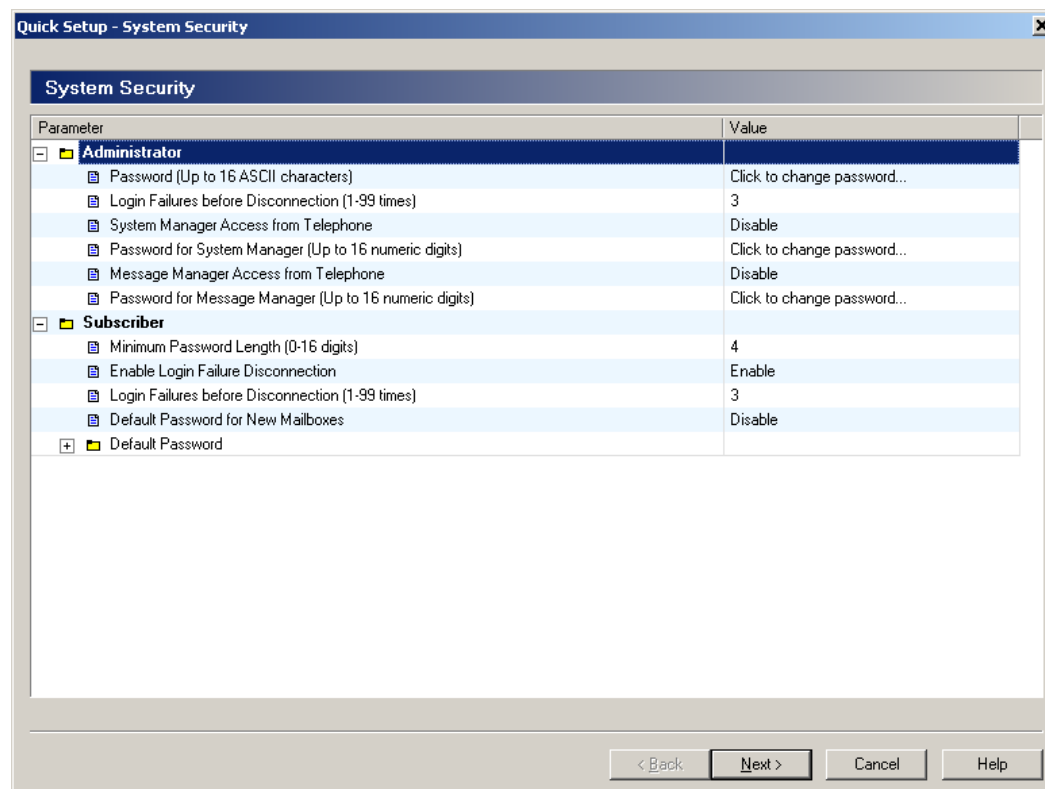 Quick Setup - System Security
System Security
Parameter Value
Administrator
Password (Up to 16 ASCII characters) Click to change password...
Login Failures before Disconnection (1-99 times) 3
System Manager Access from Telephone Disable
Password for System Manager (Up to 16 numeric digits) Click to change password...
Message Manager Access from Telephone Disable
Password for Message Manager (Up to 16 numeric digits) Click to change password...
Subscriber
Minimum Password Length (0-16 digits) 4
Enable Login Failure Disconnection Enable
Login Failures before Disconnection (1-99 times) 3
Default Password for New Mailboxes Disable
Default Password
< Back Next > Cancel Help